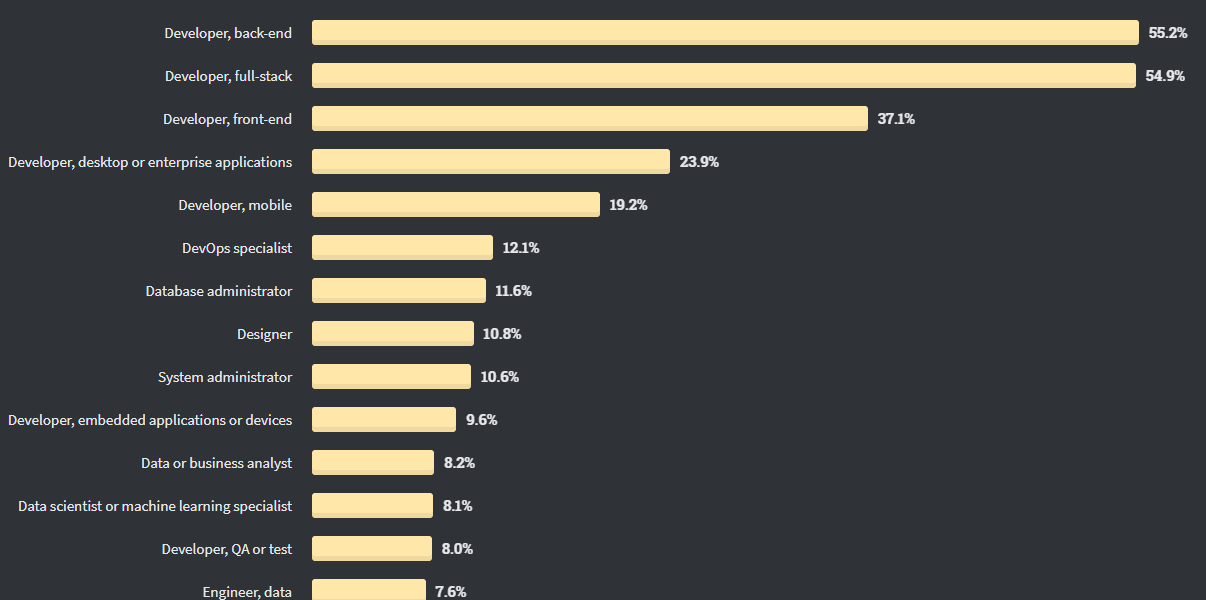 Developer, back-end 55.2%
Developer, full-stack 54.9%
Developer, front-end 37.1%
Developer, desktop or enterprise applications 23.9%
Developer, mobile 19.2%
DevOps specialist 12.1%
Database administrator 11.6%
Designer 10.8%
System administrator 10.6%
Developer, embedded applications or devices 9.6%
Data or business analyst 8.2%
Data scientist or machine learning specialist 8.1%
Developer, QA or test 8.0%
Engineer, data 7.6%